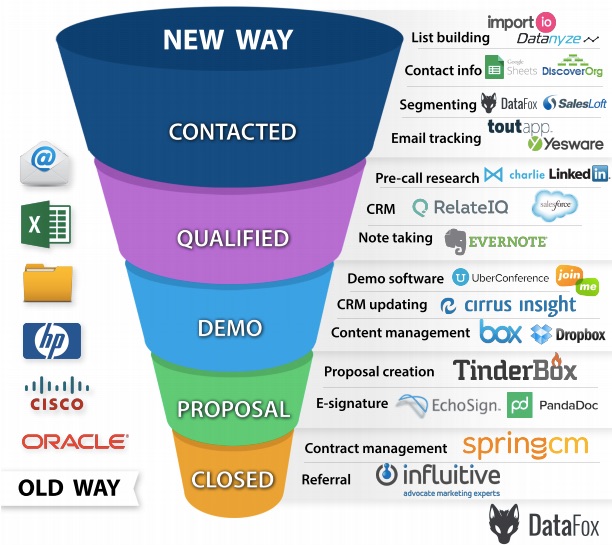 NEW WAY
CONTACTED
QUALIFIED
DEMO
PROPOSAL
CLOSED
@
X
hp
CISCO
ORACLE®
OLD WAY
import io
List building Datanyze
Contact info Google Sheets DiscoverOrg
Segmenting DataFox SalesLoft
Email tracking toutapp. Yesware
Pre-call research charlie LinkedIn
CRM RelateIQ salesforce
Note taking EVERNOTE
Demo software UberConference join me
CRM updating cirrus insight
Content management box Dropbox
Proposal creation TinderBox
E-signature EchoSign pd PandaDoc
Contract management springcm
Referral influitive
advocate marketing experts
DataFox